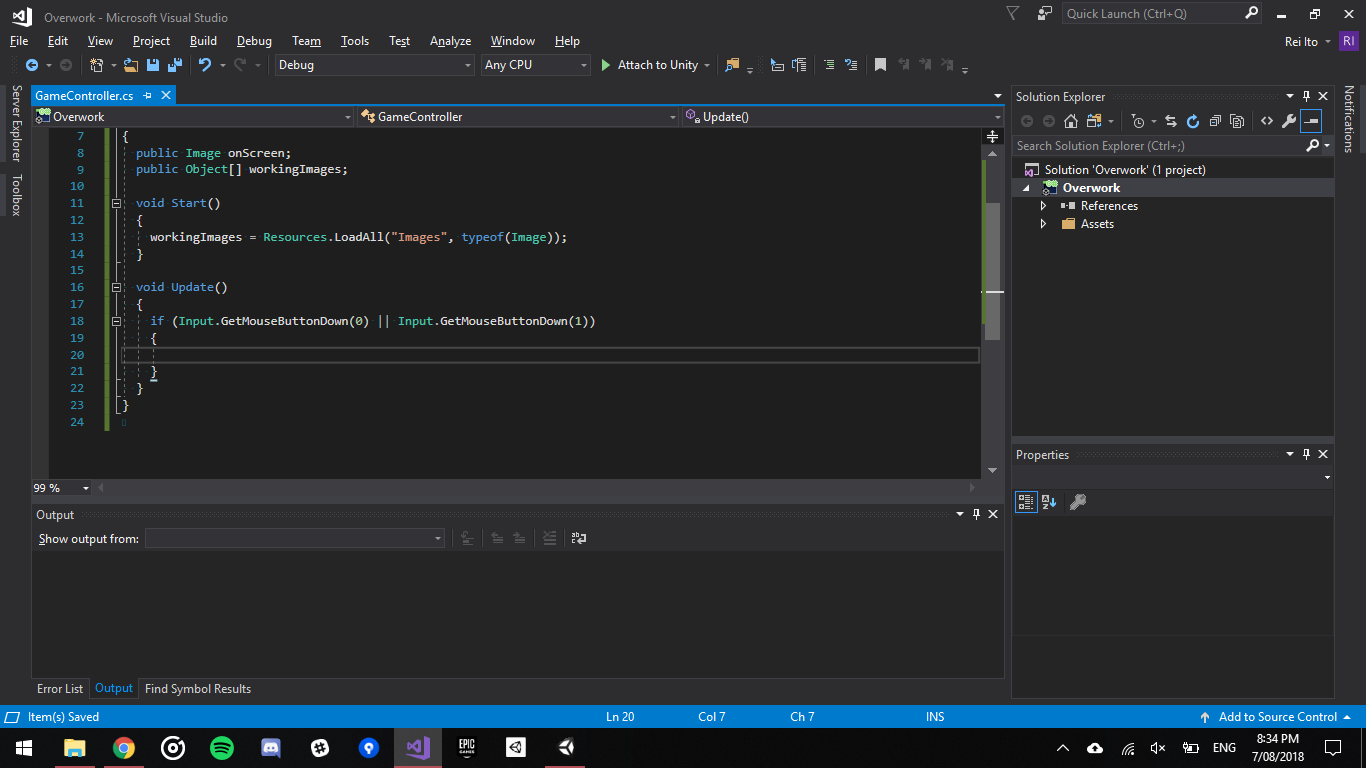 Overwork - Microsoft Visual Studio
Quick Launch (Ctrl+Q)
File Edit View Project Build Debug Team Tools Test Analyze Window Help
Rei Ito RI
Debug Any CPU Attach to Unity
Server Explorer
Toolbox
GameController.cs
Overwork GameController Update()
7 {
8 public Image onScreen;
9 public Object[] workingImages;
10
11 void Start()
12 {
13 workingImages = Resources.LoadAll("Images", typeof(Image));
14 }
15
16 void Update()
17 {
18 if (Input.GetMouseButtonDown(0) || Input.GetMouseButtonDown(1))
19 {
20
21 }
22 }
23 }
24
99 %
Output
Show output from:
Error List Output Find Symbol Results
Solution Explorer
Search Solution Explorer (Ctrl+;)
Solution 'Overwork' (1 project)
Overwork
References
Assets
Properties
Notifications
Item(s) Saved Ln 20 Col 7 Ch 7 INS Add to Source Control
EPIC GAMES
ENG
8:34 PM
7/08/2018